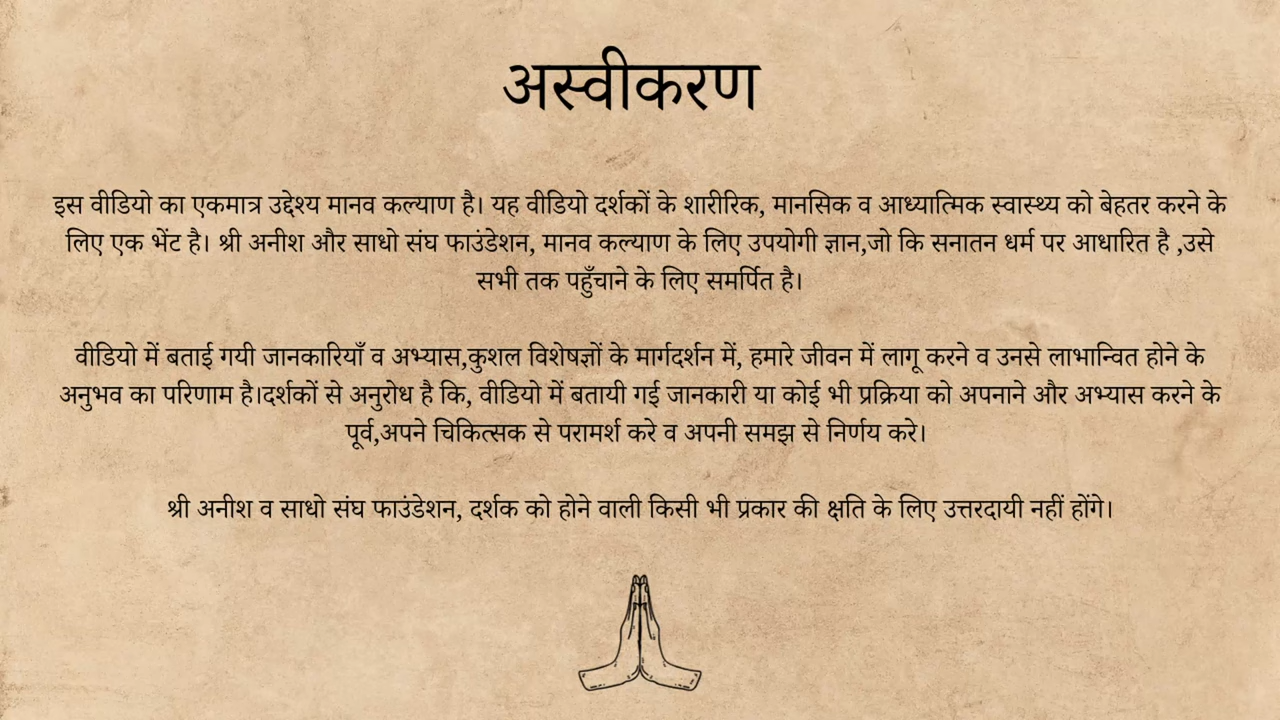 अस्वीकरण
इस वीडियो का एकमात्र उद्देश्य मानव कल्याण है। यह वीडियो दर्शकों के शारीरिक, मानसिक व आध्यात्मिक स्वास्थ्य को बेहतर करने के
लिए एक भेंट है। श्री अनीश और साधो संघ फाउंडेशन, मानव कल्याण के लिए उपयोगी ज्ञान,जो कि सनातन धर्म पर आधारित है ,उसे
सभी तक पहुँचाने के लिए समर्पित है।
वीडियो में बताई गयी जानकारियाँ व अभ्यास,कुशल विशेषज्ञों के मार्गदर्शन में, हमारे जीवन में लागू करने व उनसे लाभान्वित होने के
अनुभव का परिणाम है।दर्शकों से अनुरोध है कि, वीडियो में बतायी गई जानकारी या कोई भी प्रक्रिया को अपनाने और अभ्यास करने के
पूर्व,अपने चिकित्सक से परामर्श करे व अपनी समझ से निर्णय करे।
श्री अनीश व साधो संघ फाउंडेशन, दर्शक को होने वाली किसी भी प्रकार की क्षति के लिए उत्तरदायी नहीं होंगे।